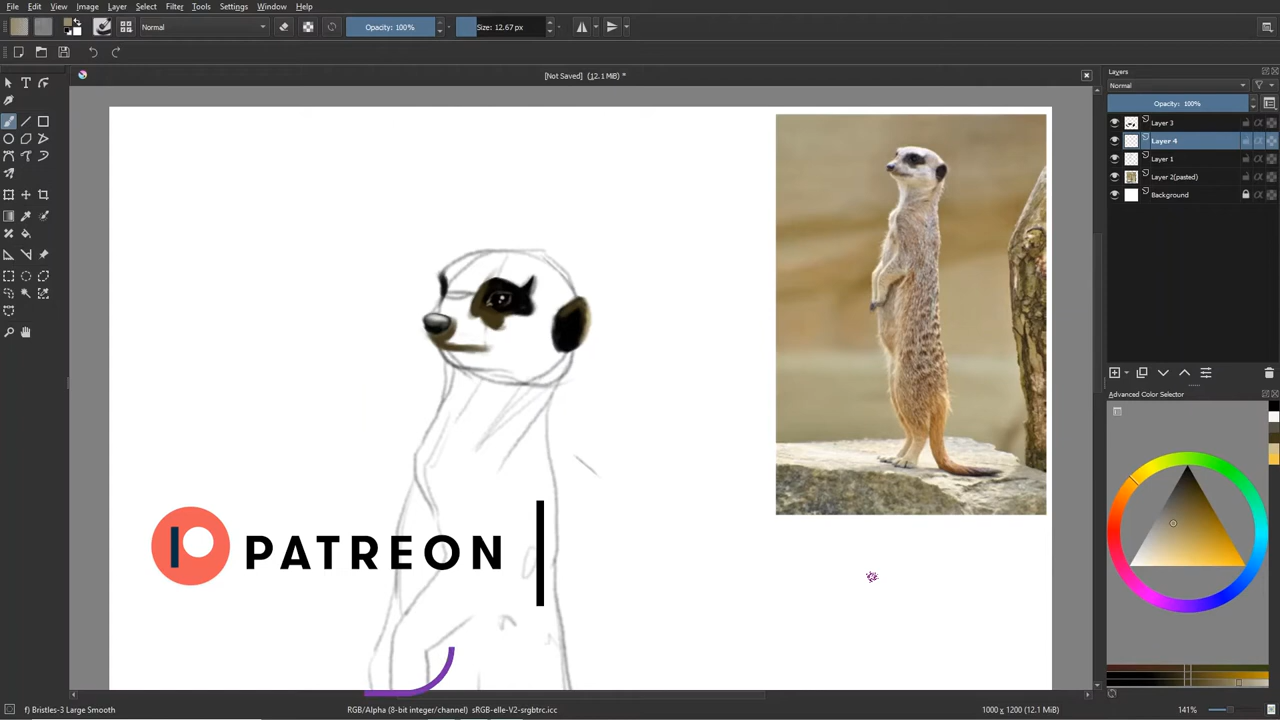 File Edit View Image Layer Select Filter Tools Settings Window Help
Normal Opacity: 100% Size: 12.67 px
[Not Saved] (12.1 MiB) *
Layers
Normal
Opacity: 100%
Layer 3
Layer 4
Layer 1
Layer 2(pasted)
Background
Advanced Color Selector
PATREON
f) Bristles-3 Large Smooth RGB/Alpha (8-bit integer/channel) sRGB-elle-V2-srgbtrc.icc 1000 x 1200 (12.1 MiB) 141%